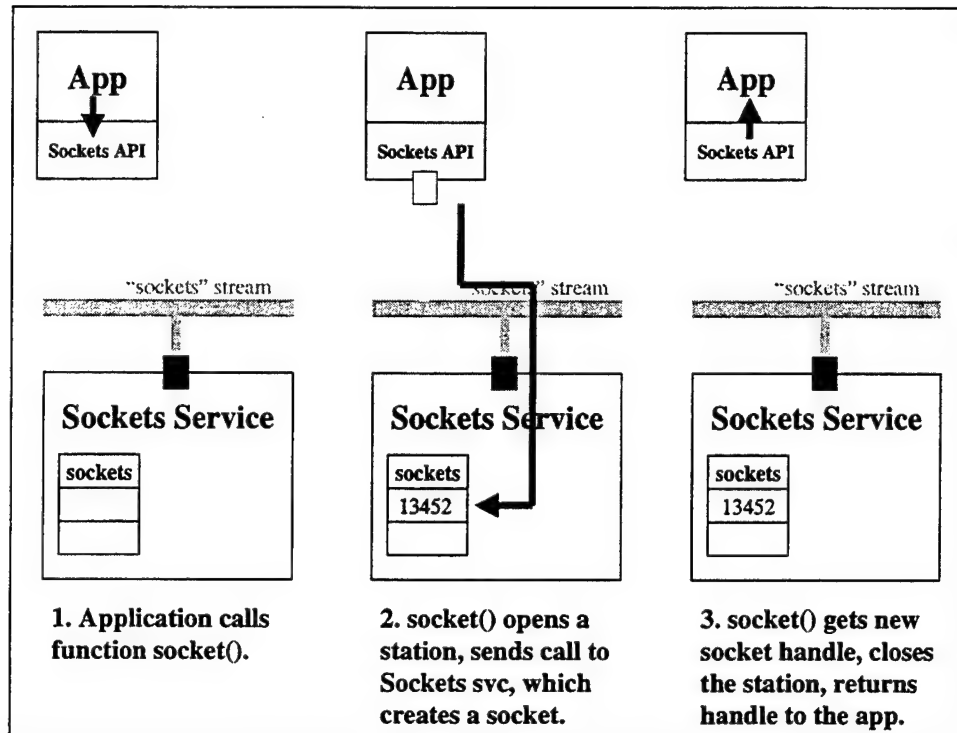 App
Sockets API
App
Sockets API
App
Sockets API
"sockets" stream
"sockets" stream
"sockets" stream
Sockets Service
sockets
Sockets Service
sockets
13452
Sockets Service
sockets
13452
1. Application calls
function socket().
2. socket() opens a
station, sends call to
Sockets svc, which
creates a socket.
3. socket() gets new
socket handle, closes
the station, returns
handle to the app.